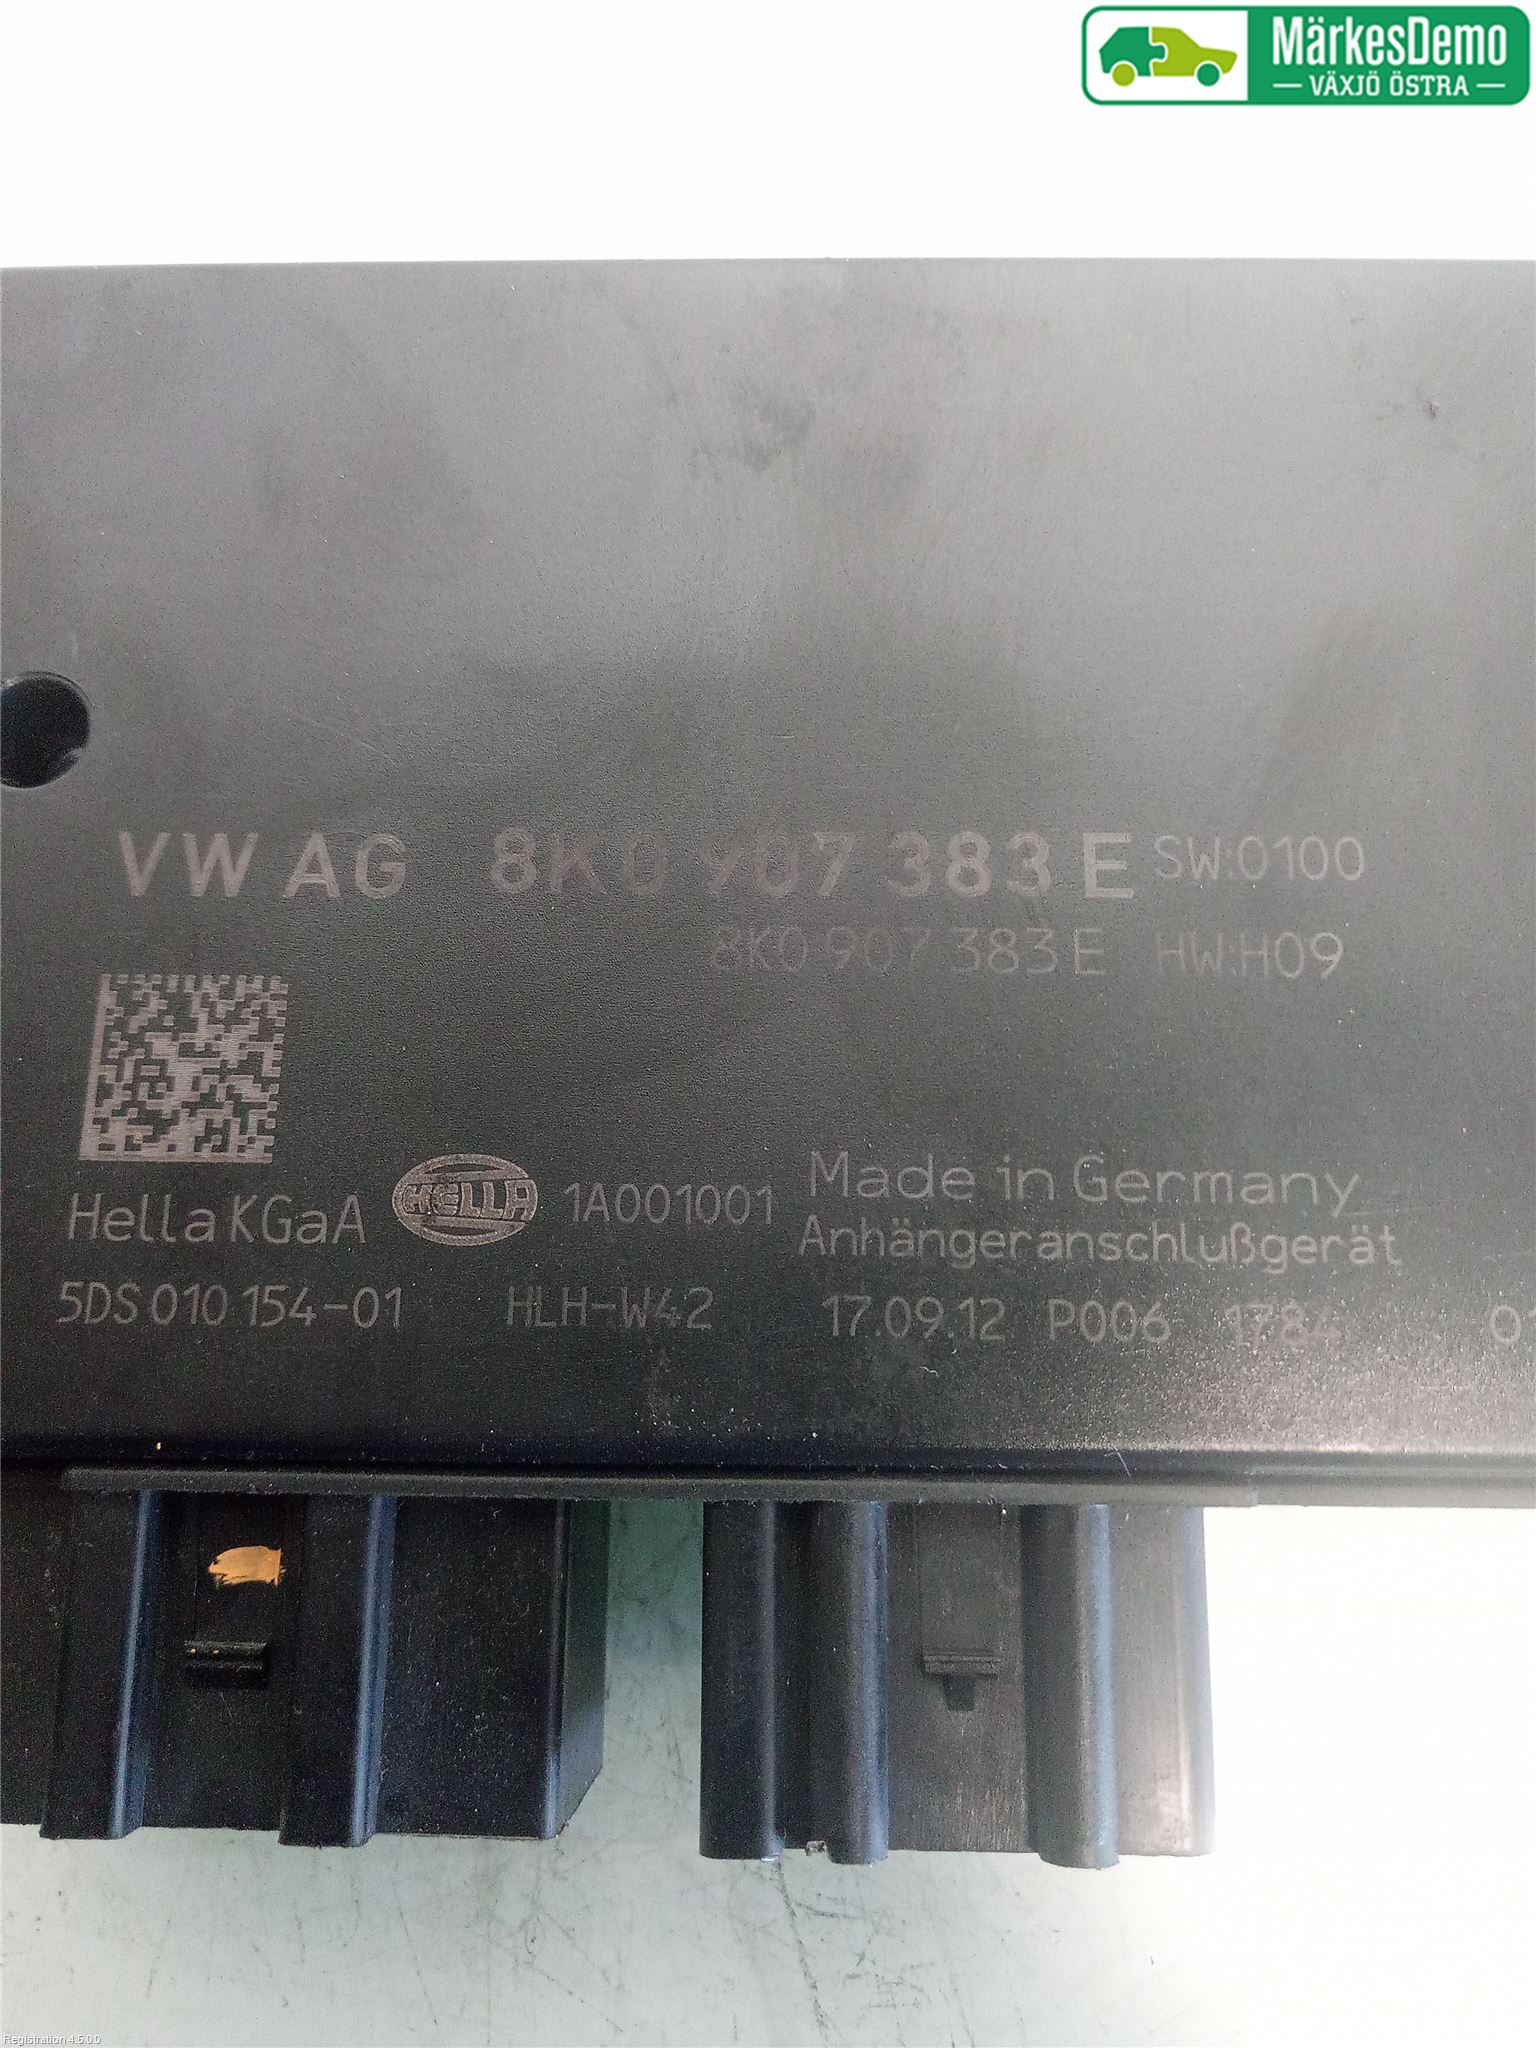 MärkesDemo
VÄXJÖ ÖSTRA
VW AG 8K0 907 383 E SW:0100
8K0 907 383 E HW:H09
Hella KGaA HELLA 1A001001 Made in Germany
Anhängeranschlußgerät
5DS 010 154-01 HLH-W42 17.09.12 P006 1784
Registration 4.5.0.0